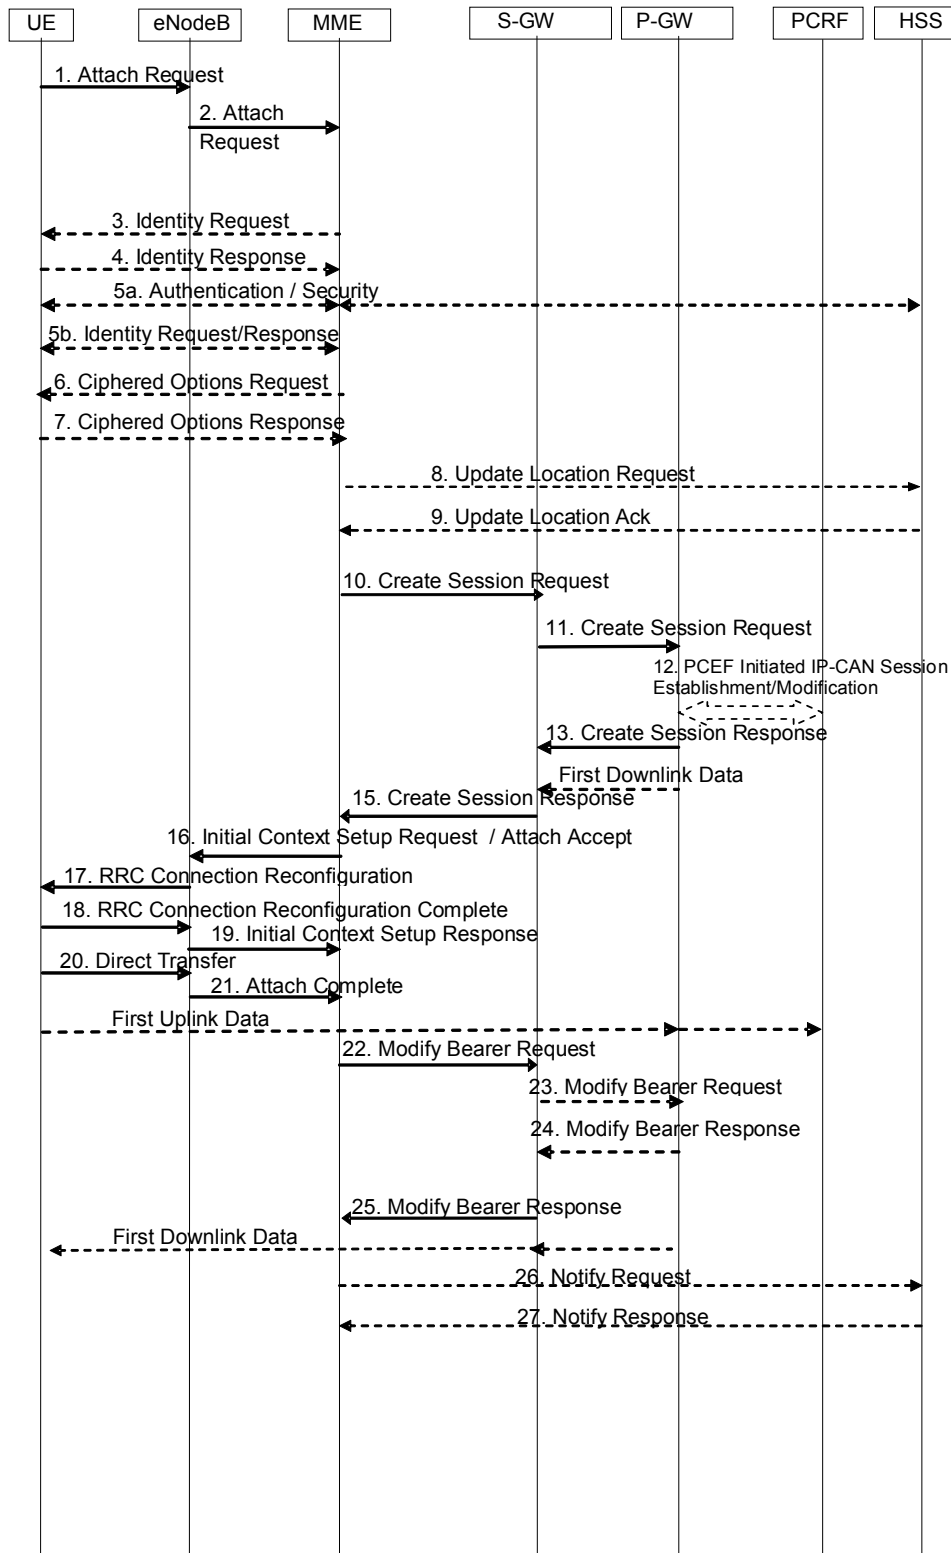 UE eNodeB MME S-GW P-GW PCRF HSS
1. Attach Request
2. Attach
Request
3. Identity Request
4. Identity Response
5a. Authentication / Security
5b. Identity Request/Response
6. Ciphered Options Request
7. Ciphered Options Response
8. Update Location Request
9. Update Location Ack
10. Create Session Request
11. Create Session Request
12. PCEF Initiated IP-CAN Session
Establishment/Modification
13. Create Session Response
First Downlink Data
15. Create Session Response
16. Initial Context Setup Request / Attach Accept
17. RRC Connection Reconfiguration
18. RRC Connection Reconfiguration Complete
19. Initial Context Setup Response
20. Direct Transfer
21. Attach Complete
First Uplink Data
22. Modify Bearer Request
23. Modify Bearer Request
24. Modify Bearer Response
25. Modify Bearer Response
First Downlink Data
26. Notify Request
27. Notify Response